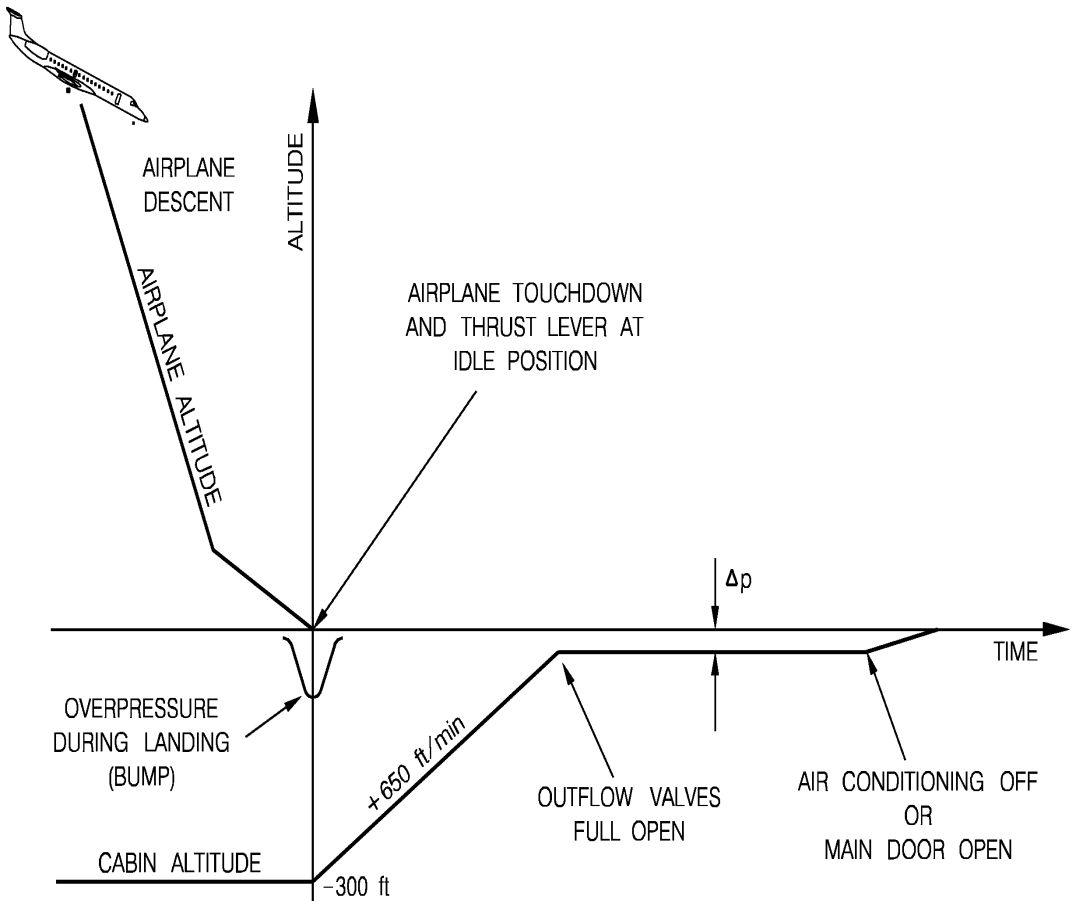 AIRPLANE
DESCENT
ALTITUDE
AIRPLANE ALTITUDE
AIRPLANE TOUCHDOWN
AND THRUST LEVER AT
IDLE POSITION
Δp
TIME
OVERPRESSURE
DURING LANDING
(BUMP)
+650 ft/min
OUTFLOW VALVES
FULL OPEN
AIR CONDITIONING OFF
OR
MAIN DOOR OPEN
CABIN ALTITUDE
-300 ft